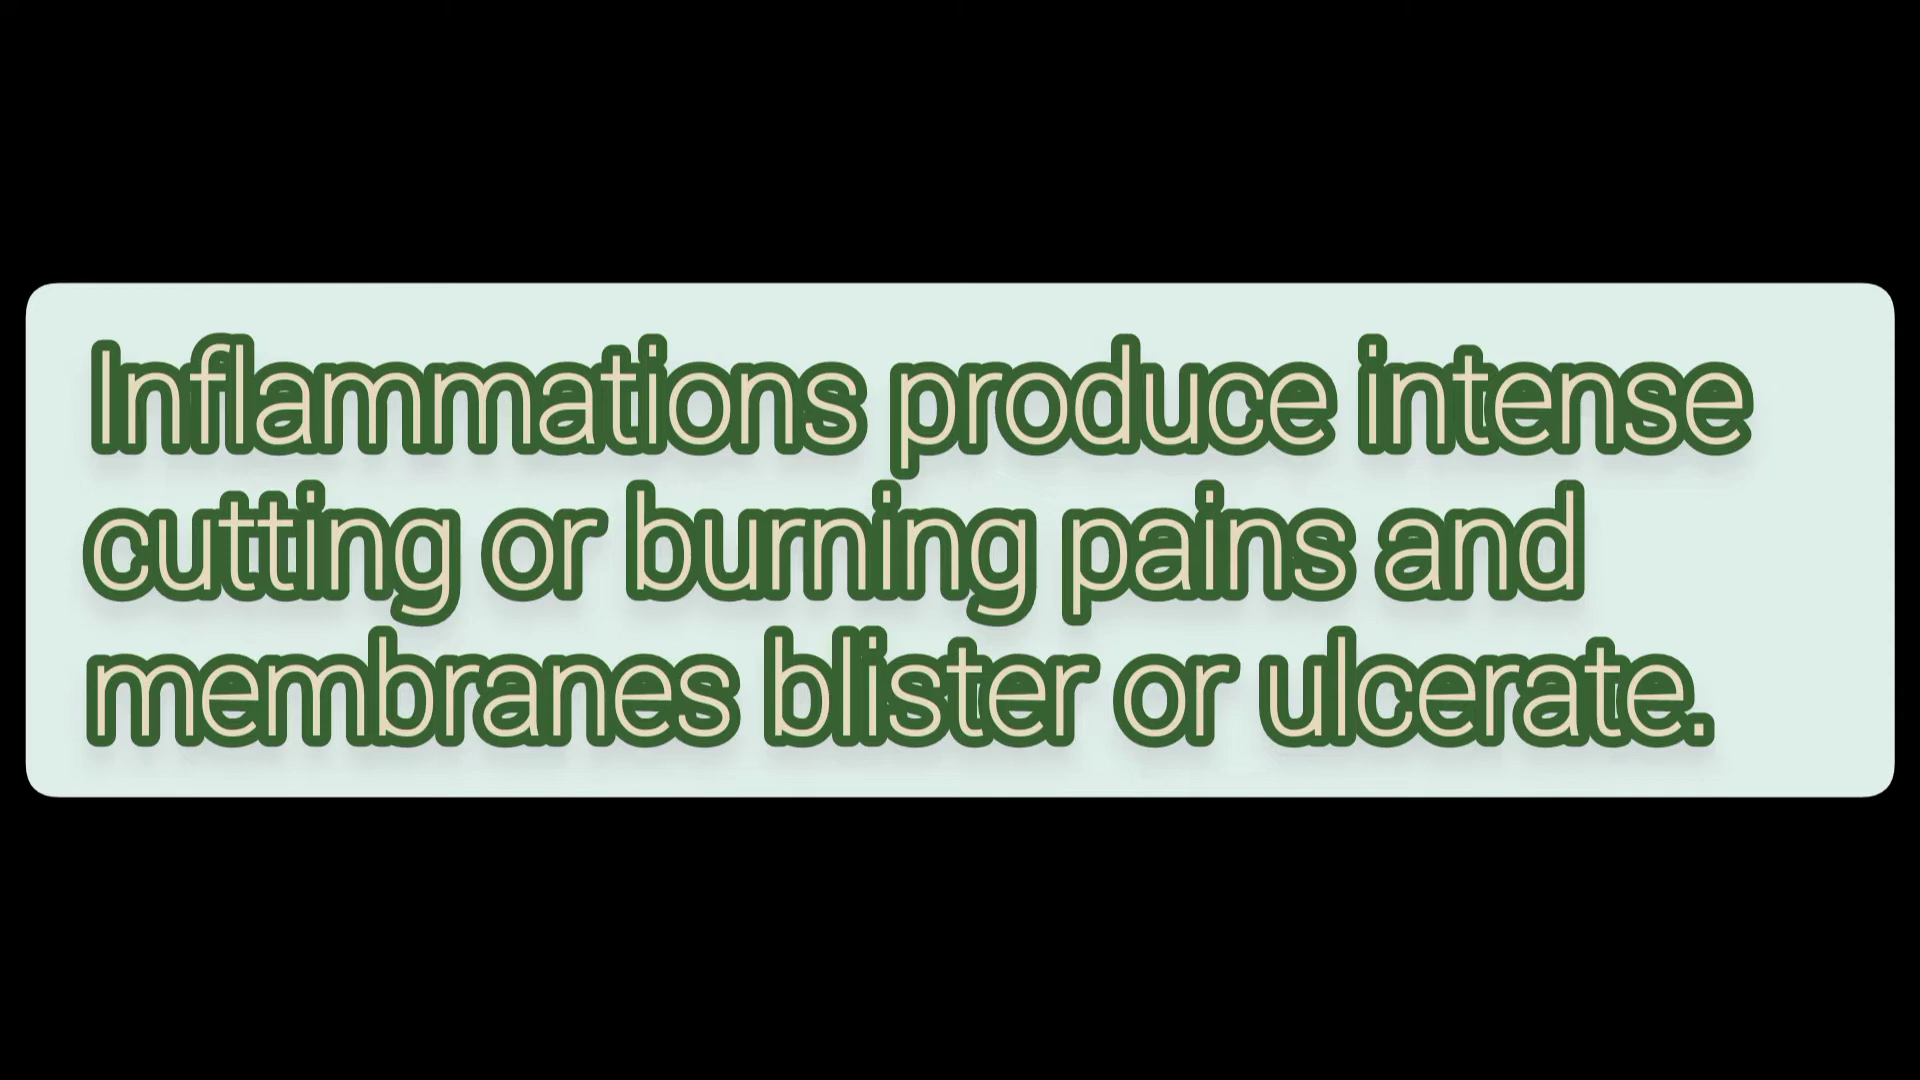 Inflammations produce intense
cutting or burning pains and
membranes blister or ulcerate.